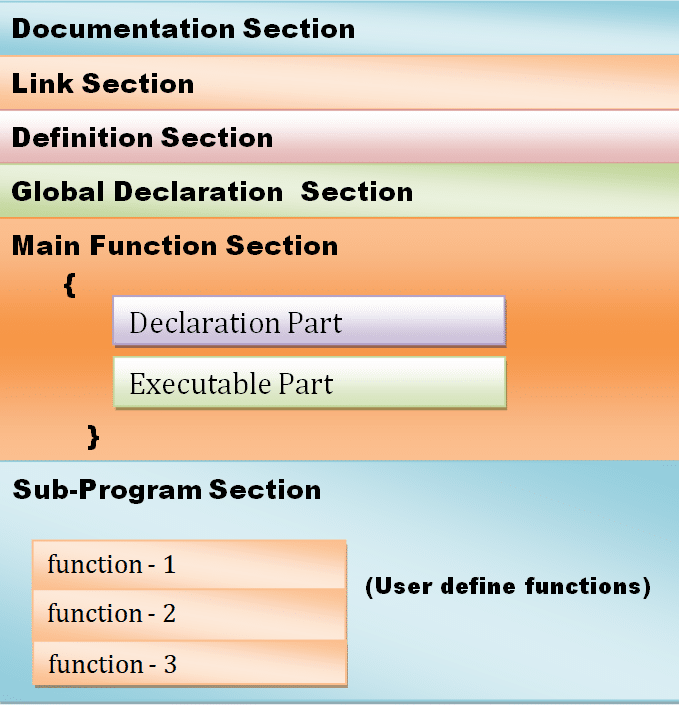 Documentation Section
Link Section
Definition Section
Global Declaration  Section
Main Function Section
{
Declaration Part
Executable Part
}
Sub-Program Section
function - 1
function - 2
function - 3
(User define functions)